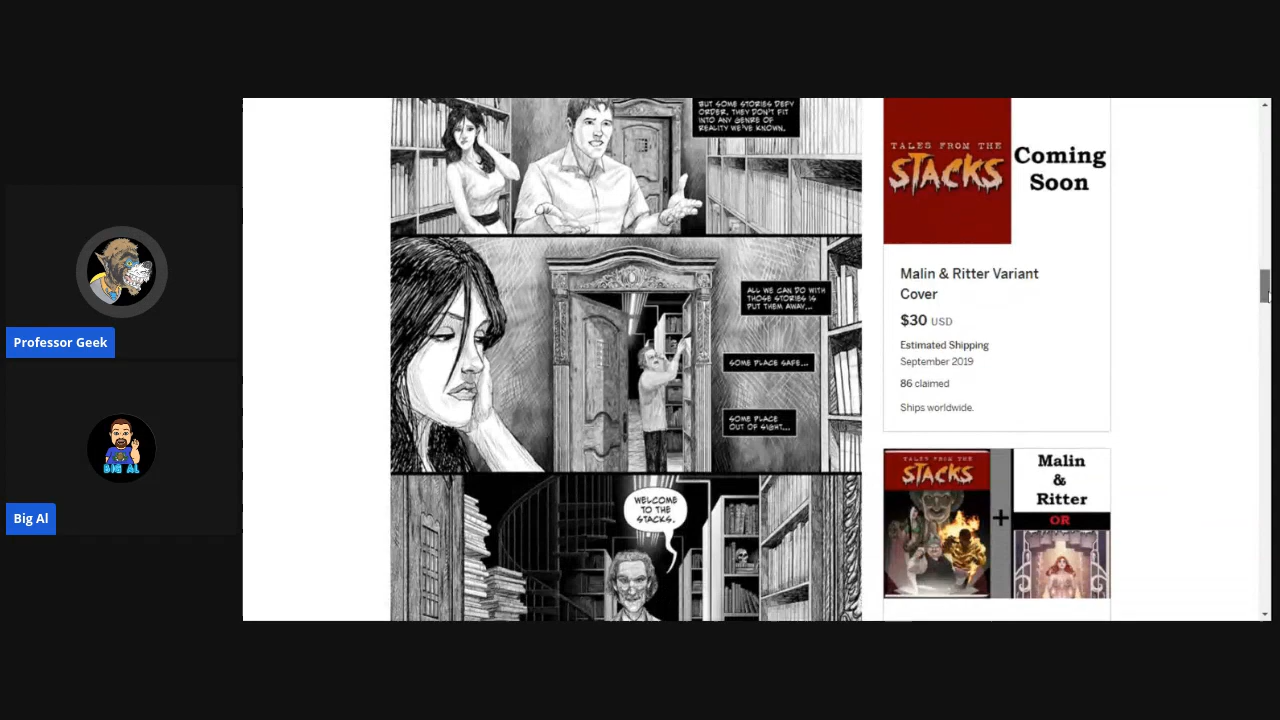 Professor Geek
BIG AL
Big Al
BUT SOME STORIES DEFY
ORDER. THEY DON'T FIT
INTO ANY GENRE OF
REALITY WE'VE KNOWN.
ALL WE CAN DO WITH
THOSE STORIES IS
PUT THEM AWAY...
SOME PLACE SAFE...
SOME PLACE
OUT OF SIGHT...
WELCOME
TO THE
STACKS.
TALES FROM THE
STACKS
Coming
Soon
Malin & Ritter Variant
Cover
$30 USD
Estimated Shipping
September 2019
86 claimed
Ships worldwide.
TALES FROM THE
STACKS
+
Malin
&
Ritter
OR